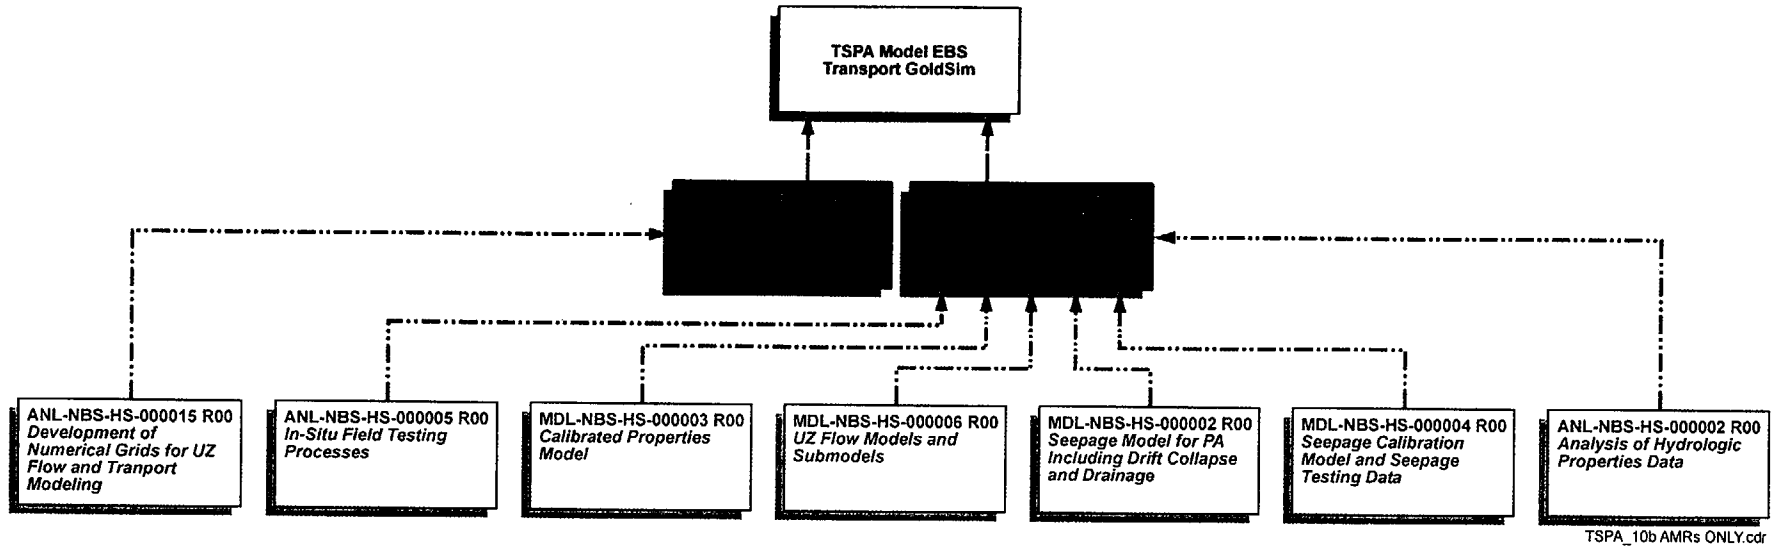 TSPA Model EBS
Transport GoldSim
ANL-NBS-HS-000015 R00
Development of
Numerical Grids for UZ
Flow and Tranport
Modeling
ANL-NBS-HS-000005 R00
In-Situ Field Testing
Processes
MDL-NBS-HS-000003 R00
Calibrated Properties
Model
MDL-NBS-HS-000006 R00
UZ Flow Models and
Submodels
MDL-NBS-HS-000002 R00
Seepage Model for PA
Including Drift Collapse
and Drainage
MDL-NBS-HS-000004 R00
Seepage Calibration
Model and Seepage
Testing Data
ANL-NBS-HS-000002 R00
Analysis of Hydrologic
Properties Data
TSPA_10b AMRs ONLY.cdr